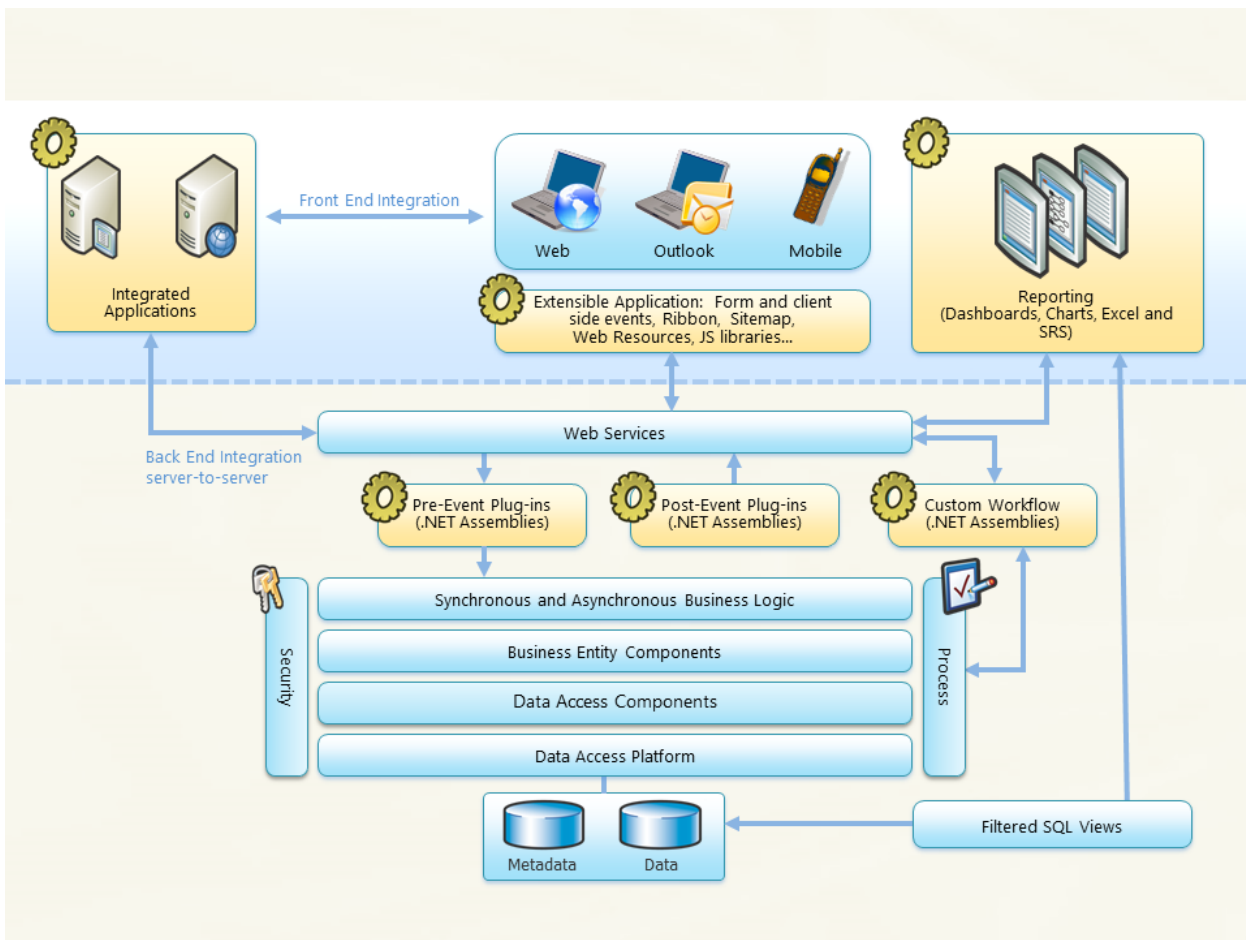 Front End Integration
Web
Outlook
Mobile
Integrated
Applications
Extensible Application: Form and client
side events, Ribbon, Sitemap,
Web Resources, JS libraries...
Reporting
(Dashboards, Charts, Excel and
SRS)
Web Services
Back End Integration
server-to-server
Pre-Event Plug-ins
(.NET Assemblies)
Post-Event Plug-ins
(.NET Assemblies)
Custom Workflow
(.NET Assemblies)
Security
Synchronous and Asynchronous Business Logic
Business Entity Components
Data Access Components
Data Access Platform
Process
Metadata
Data
Filtered SQL Views